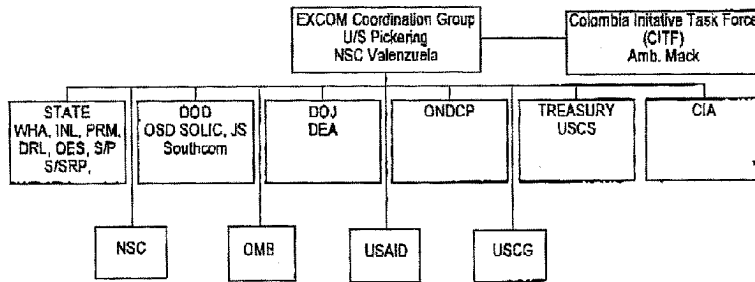 EXCOM Coordination Group
U/S Pickering
NSC Valenzuela
Colombia Initative Task Force
(CITF)
Amb. Mack
STATE
WHA, INL, PRM,
DRL, OES, S/P
S/SRP,
DOD
OSD SOLIC, JS
Southcom
DOJ
DEA
ONDCP
TREASURY
USCS
CIA
NSC
OMB
USAID
USCG